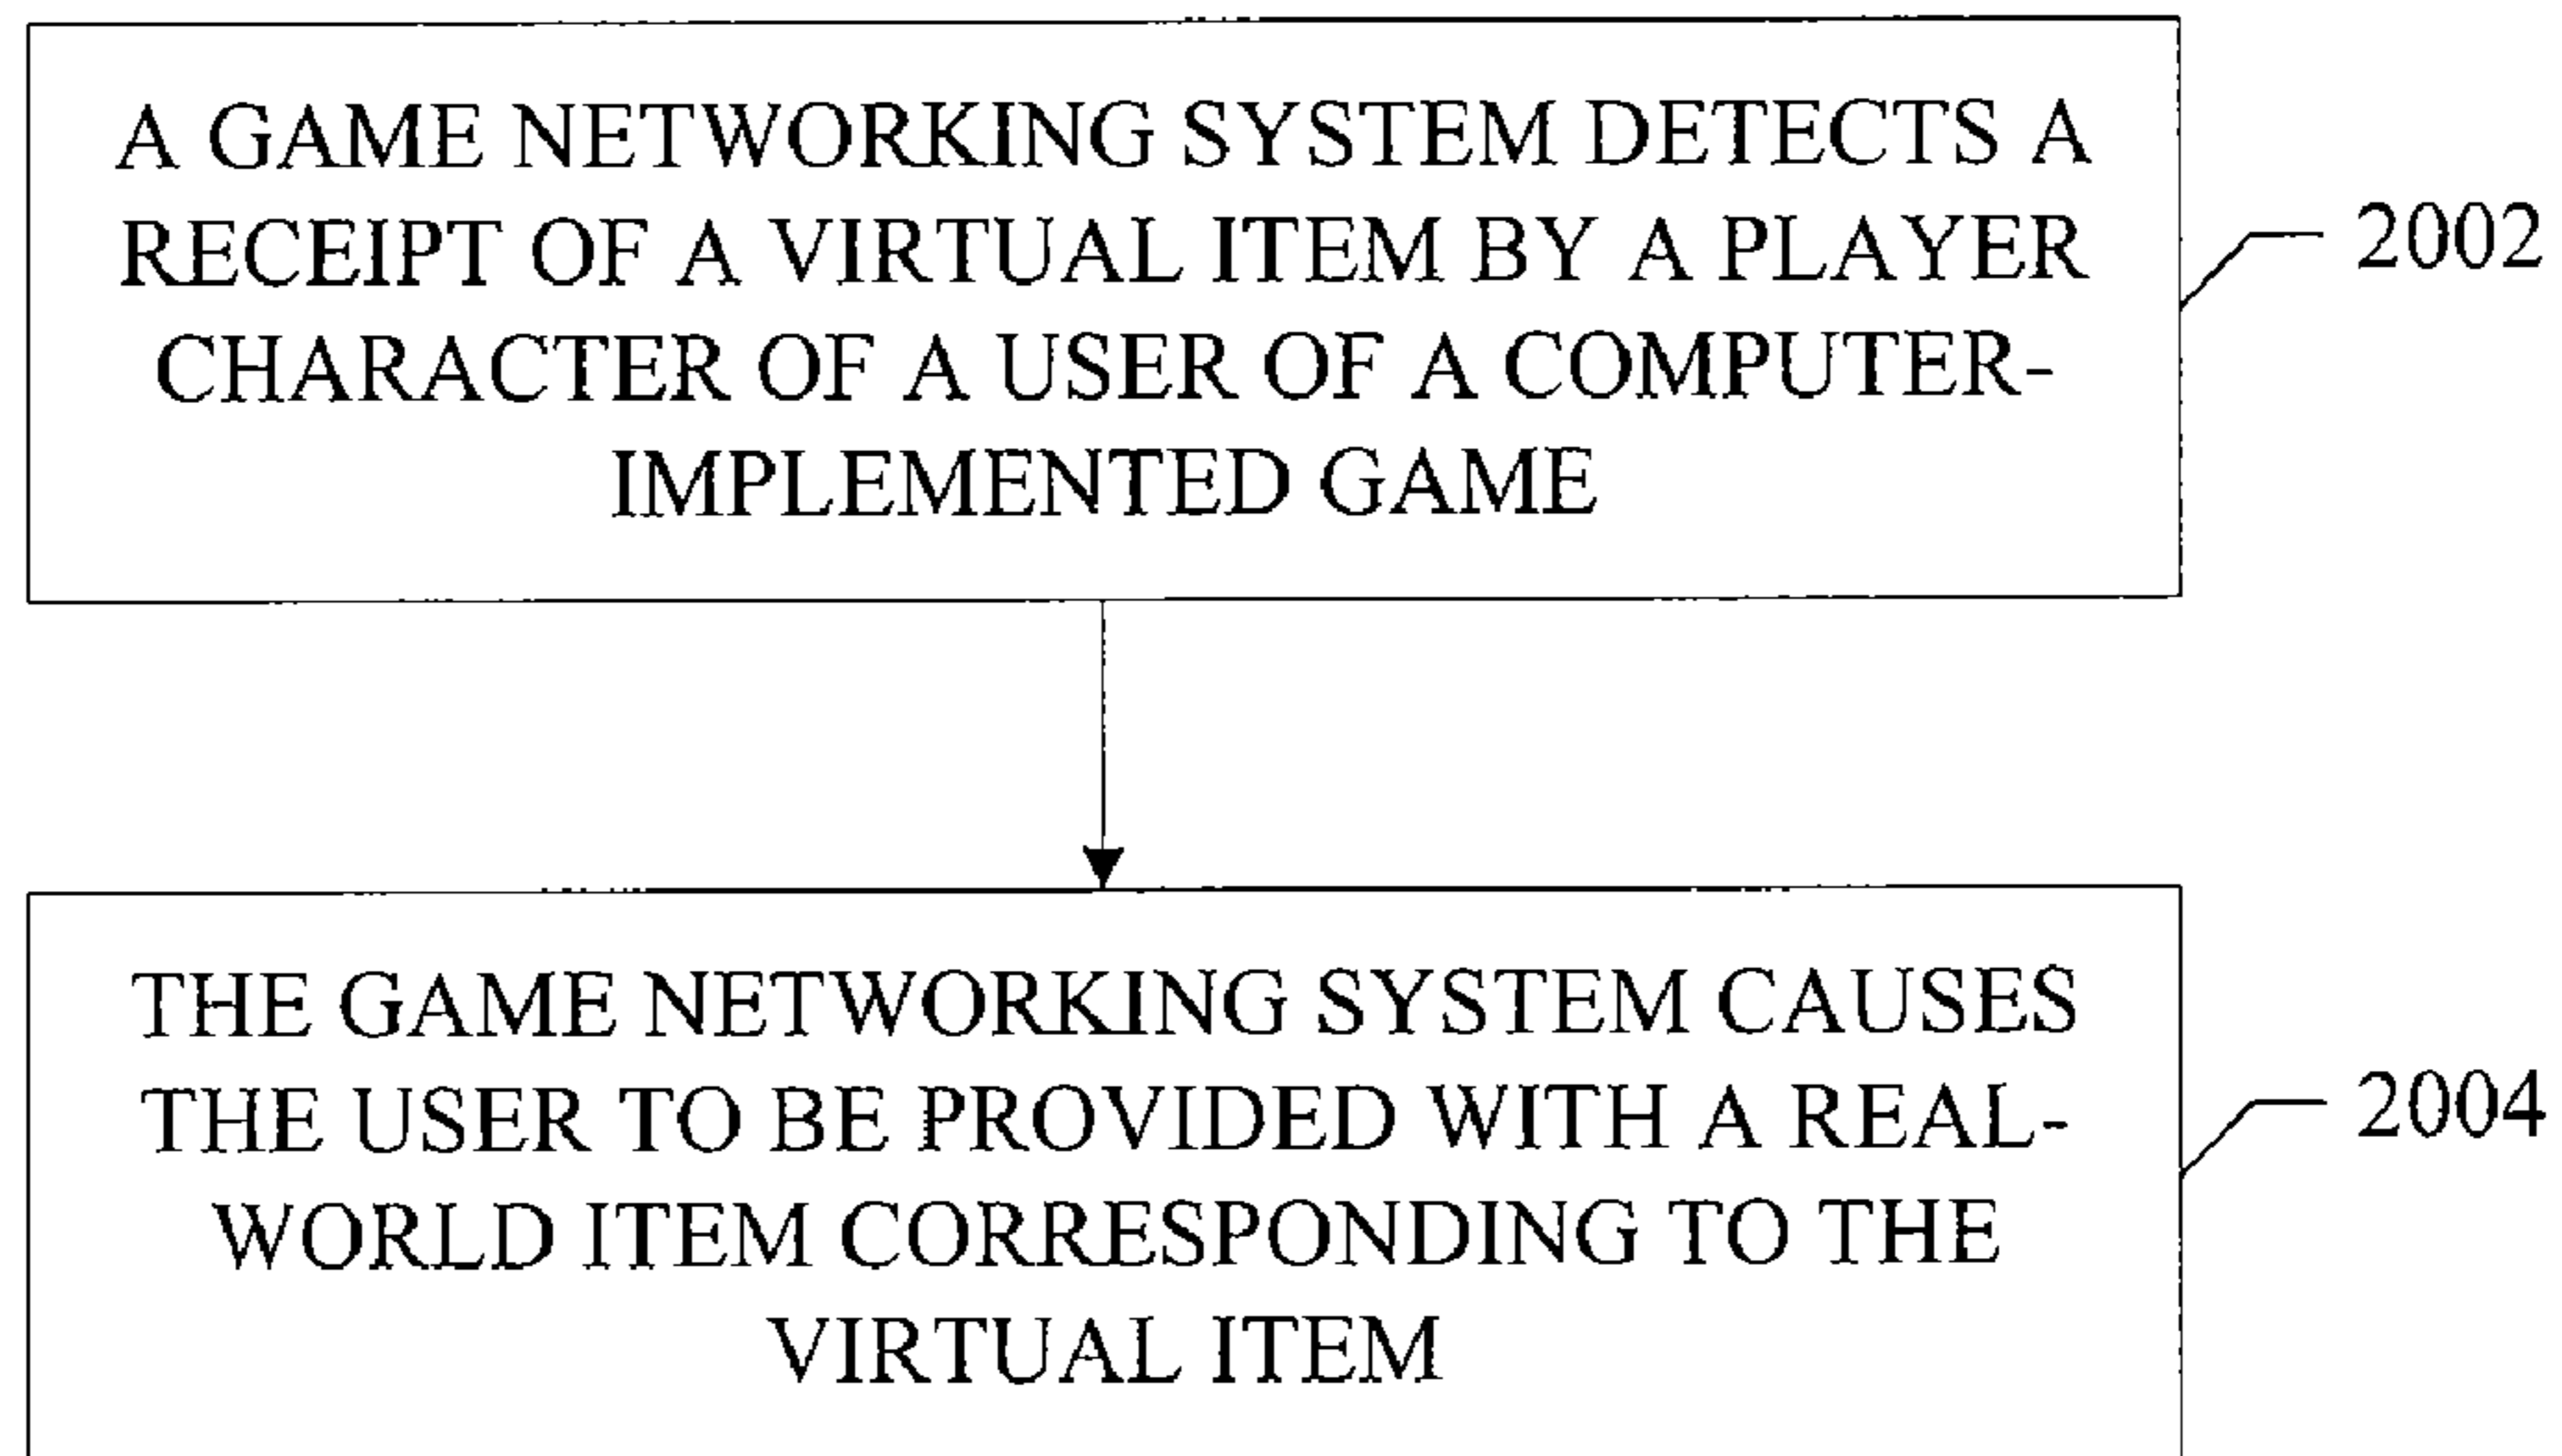 A GAME NETWORKING SYSTEM DETECTS A
RECEIPT OF A VIRTUAL ITEM BY A PLAYER
CHARACTER OF A USER OF A COMPUTER-
IMPLEMENTED GAME
2002
THE GAME NETWORKING SYSTEM CAUSES
THE USER TO BE PROVIDED WITH A REAL-
WORLD ITEM CORRESPONDING TO THE
VIRTUAL ITEM
2004